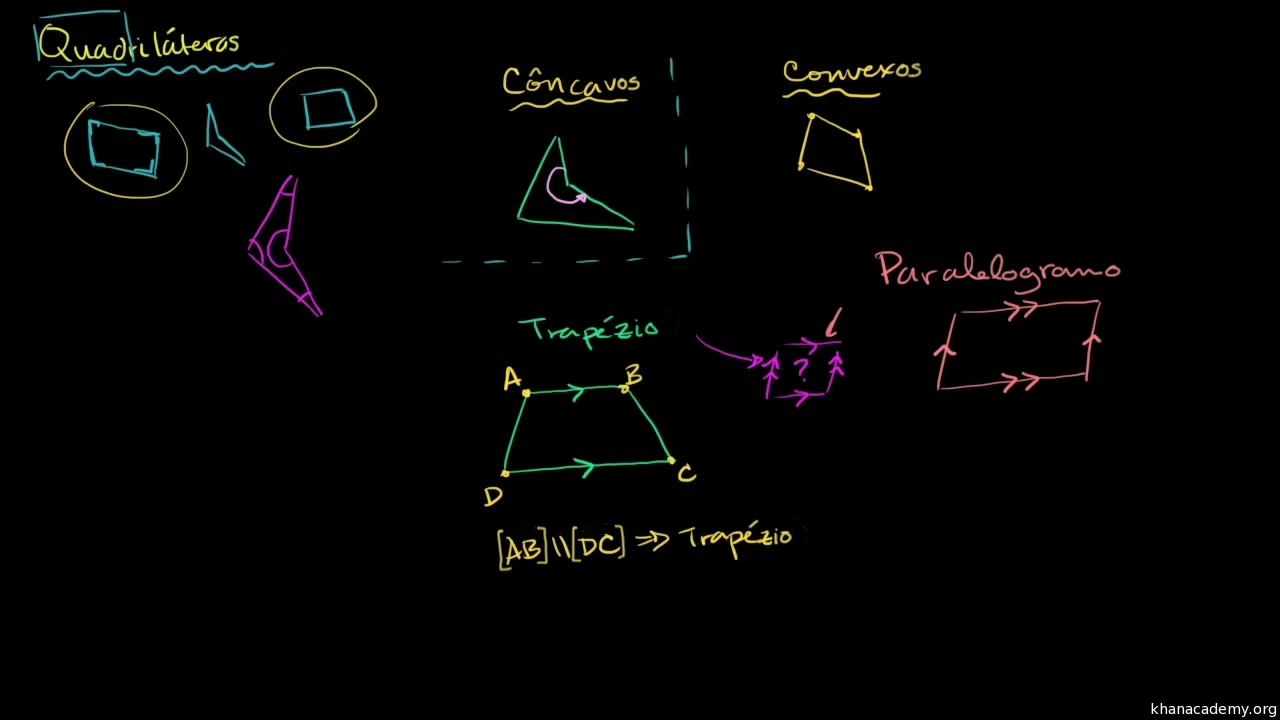 Quadriláteros
Côncavos
Convexos
Paralelogramo
Trapézio
?
A
B
D
C
[AB]\\[DC] => Trapézio
khanacademy.org